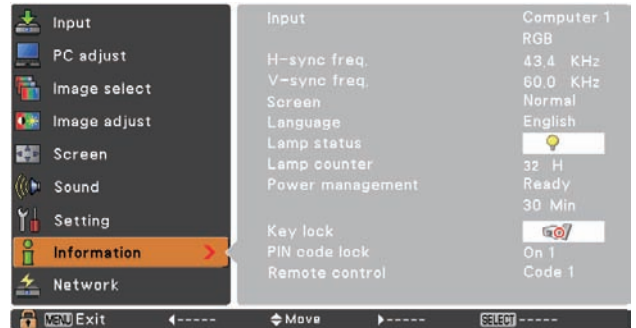 Input
PC adjust
Image select
Image adjust
Screen
Sound
Setting
Information
Network
Input Computer 1
RGB
H-sync freq. 43,4 KHz
V-sync freq. 60,0 KHz
Screen Normal
Language English
Lamp status
Lamp counter 32 H
Power management Ready
30 Min
Key lock
PIN code lock On 1
Remote control Code 1
MENU Exit ◄----- Move ►----- SELECT -----